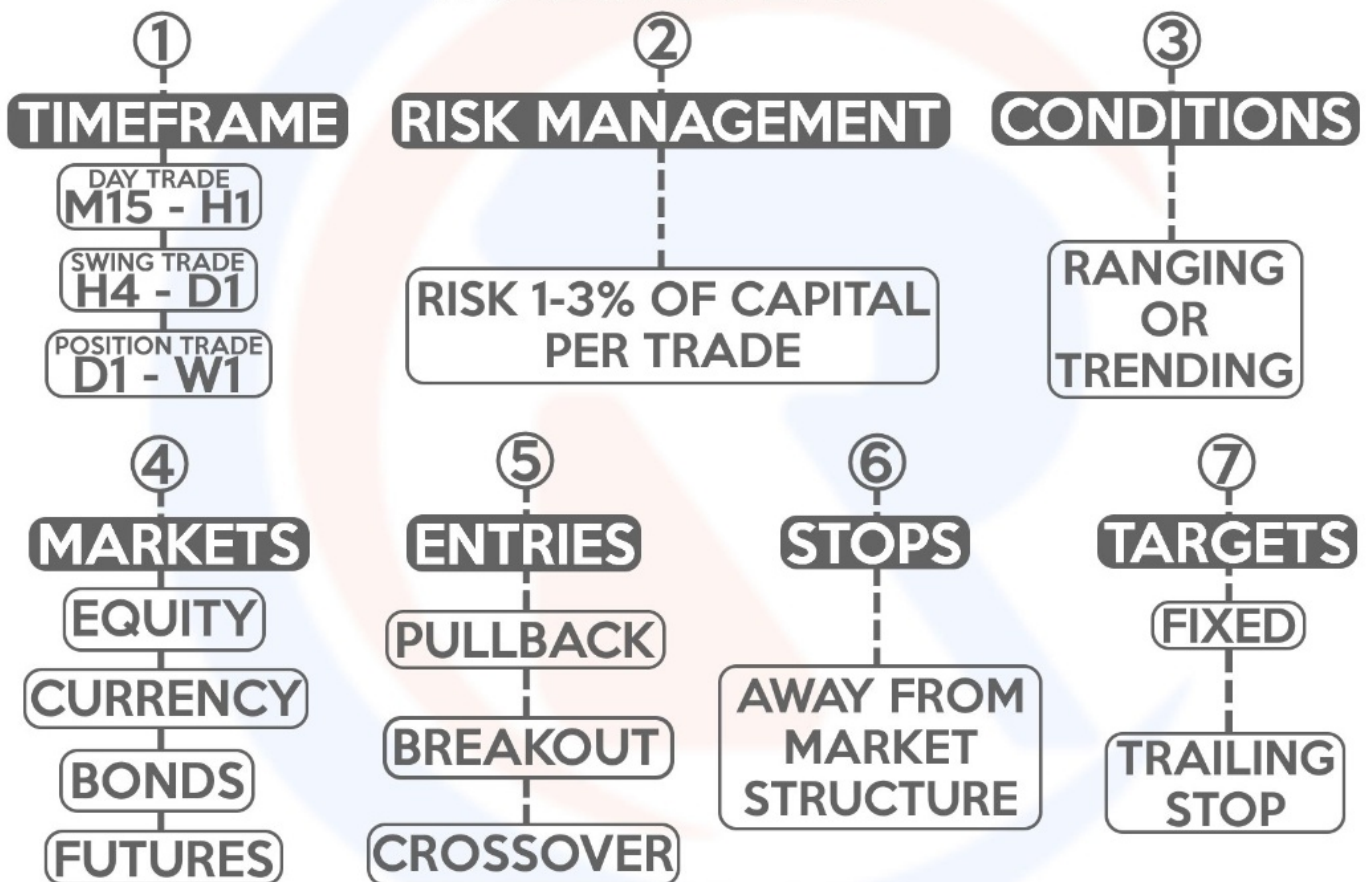 1
TIMEFRAME
DAY TRADE
M15 - H1
SWING TRADE
H4 - D1
POSITION TRADE
D1 - W1
2
RISK MANAGEMENT
RISK 1-3% OF CAPITAL
PER TRADE
3
CONDITIONS
RANGING
OR
TRENDING
4
MARKETS
EQUITY
CURRENCY
BONDS
FUTURES
5
ENTRIES
PULLBACK
BREAKOUT
CROSSOVER
6
STOPS
AWAY FROM
MARKET
STRUCTURE
7
TARGETS
FIXED
TRAILING
STOP